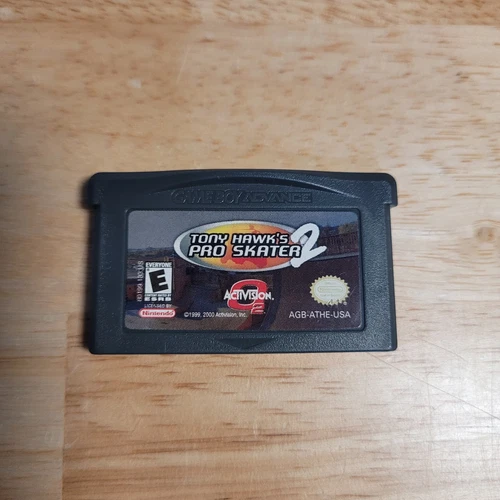 GAME BOY ADVANCE
TONY HAWK'S
PRO SKATER 2
EVERYONE
E
ESRB
LICENSED BY
Nintendo
ACTIVISION.
O2
©1999, 2000 Activision, Inc.
AGB-ATHE-USA